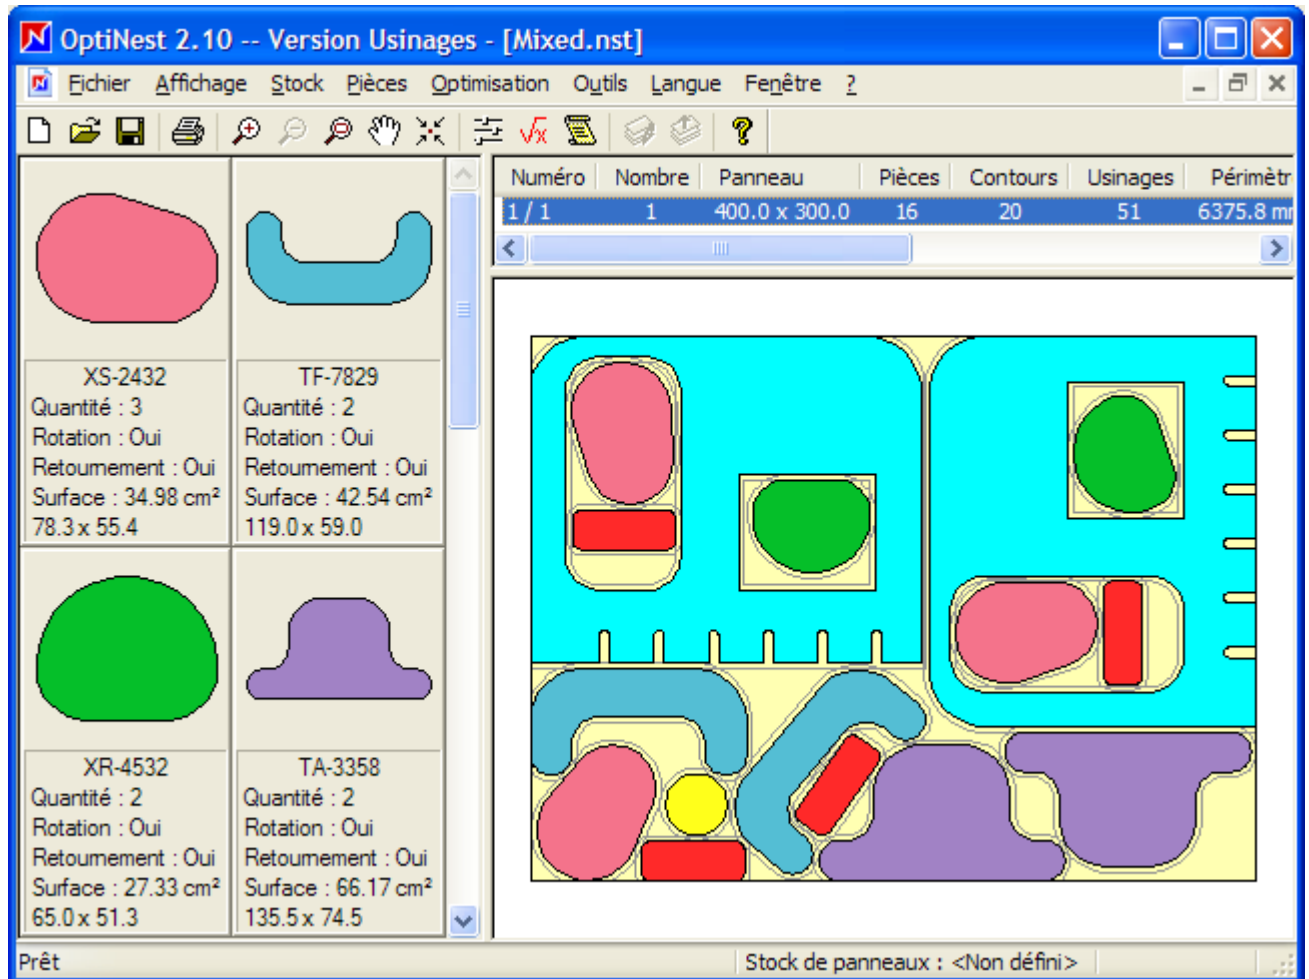 OptiNest 2.10 -- Version Usinages - [Mixed.nst]
Fichier Affichage Stock Pièces Optimisation Outils Langue Fenêtre ?
Numéro Nombre Panneau Pièces Contours Usinages Périmètr
1 / 1 1 400.0 x 300.0 16 20 51 6375.8 mm
XS-2432
Quantité : 3
Rotation : Oui
Retournement : Oui
Surface : 34.98 cm²
78.3 x 55.4
TF-7829
Quantité : 2
Rotation : Oui
Retournement : Oui
Surface : 42.54 cm²
119.0 x 59.0
XR-4532
Quantité : 2
Rotation : Oui
Retournement : Oui
Surface : 27.33 cm²
65.0 x 51.3
TA-3358
Quantité : 2
Rotation : Oui
Retournement : Oui
Surface : 66.17 cm²
135.5 x 74.5
Prêt
Stock de panneaux : <Non défini>